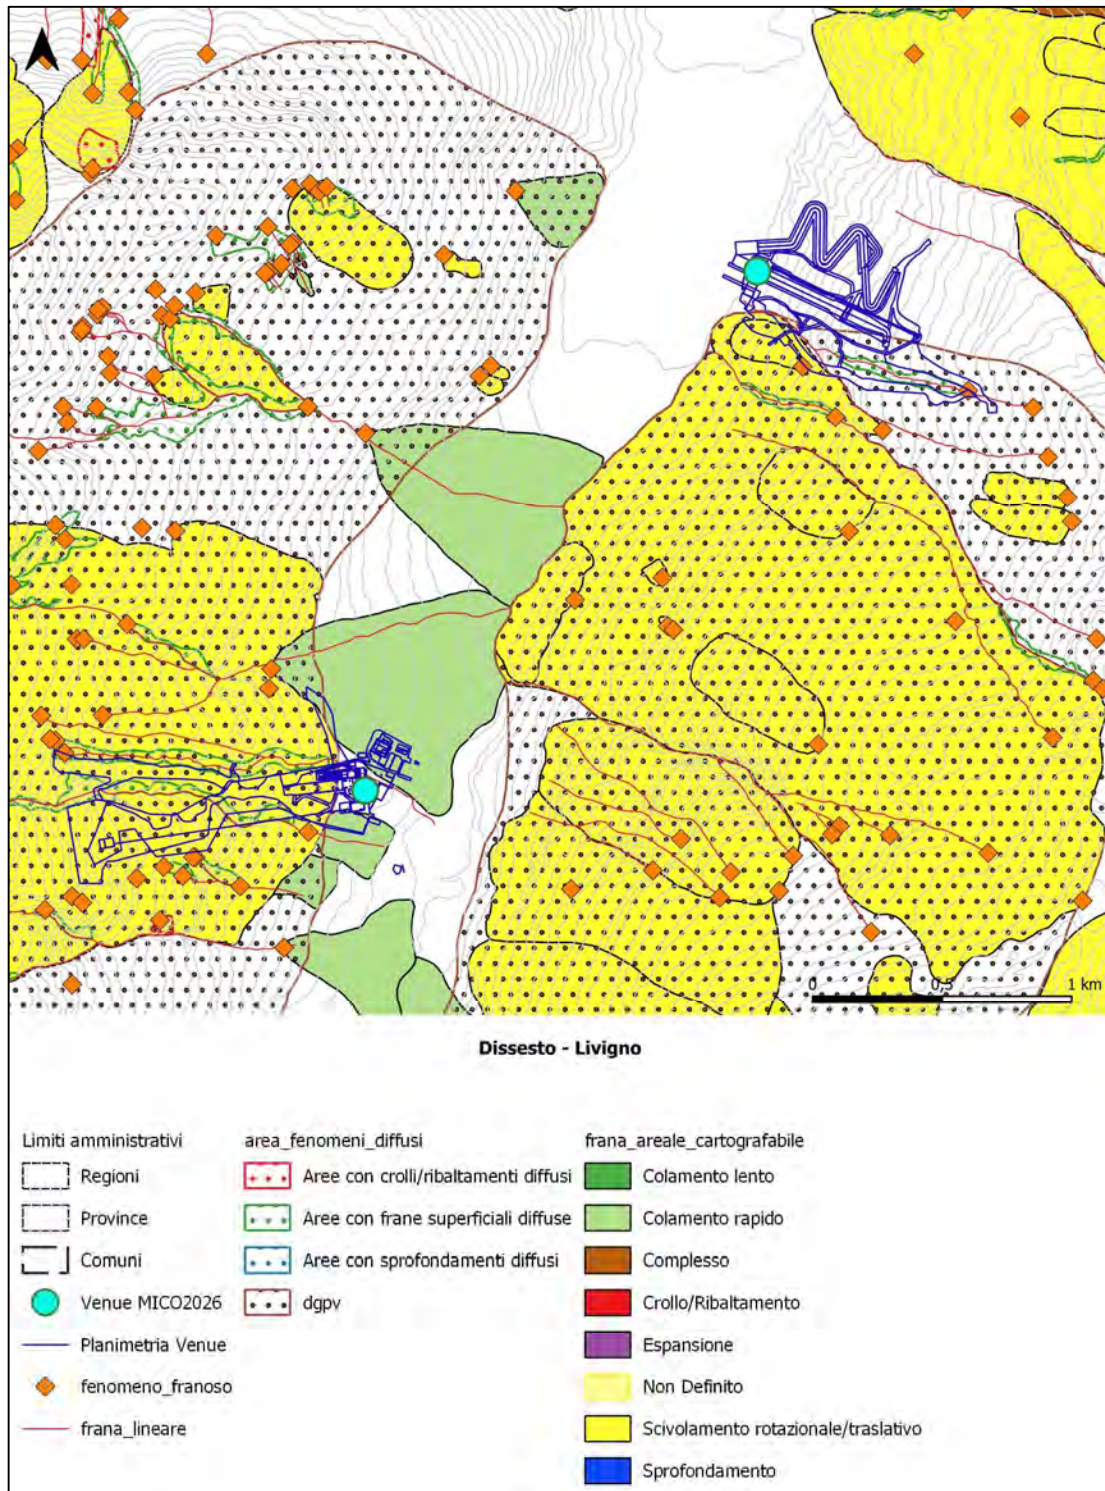 0 0,5 1 km
Dissesto - Livigno
Limiti amministrativi
Regioni
Province
Comuni
Venue MICO2026
Planimetria Venue
fenomeno_franoso
frana_lineare
area_fenomeni_diffusi
Aree con crolli/ribaltamenti diffusi
Aree con frane superficiali diffuse
Aree con sprofondamenti diffusi
dgpv
frana_areale_cartografabile
Colamento lento
Colamento rapido
Complesso
Crollo/Ribaltamento
Espansione
Non Definito
Scivolamento rotazionale/traslativo
Sprofondamento